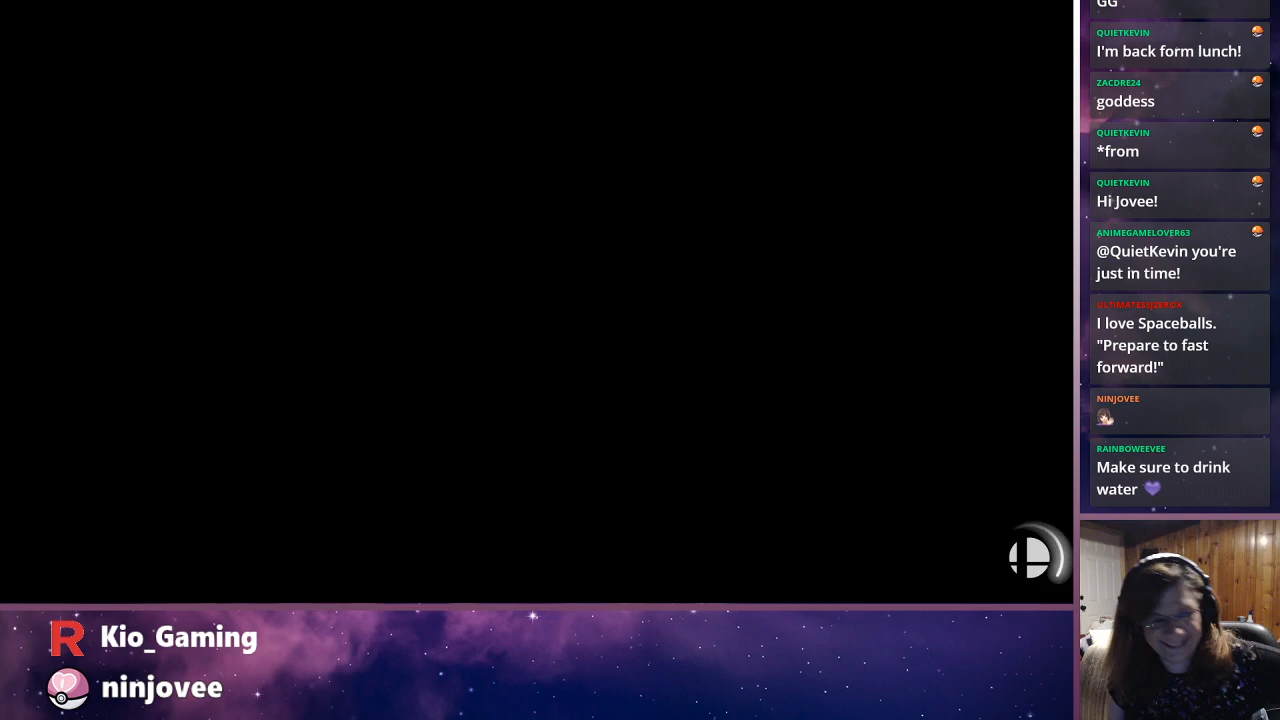 GG
QUIETKEVIN
I'm back form lunch!
ZACDRE24
goddess
QUIETKEVIN
*from
QUIETKEVIN
Hi Jovee!
ANIMEGAMELOVER63
@QuietKevin you're
just in time!
ULTIMATESSJZEROX
I love Spaceballs.
"Prepare to fast
forward!"
NINJOVEE
RAINBOWEEVEE
Make sure to drink
water 💜
R Kio_Gaming
ninjovee